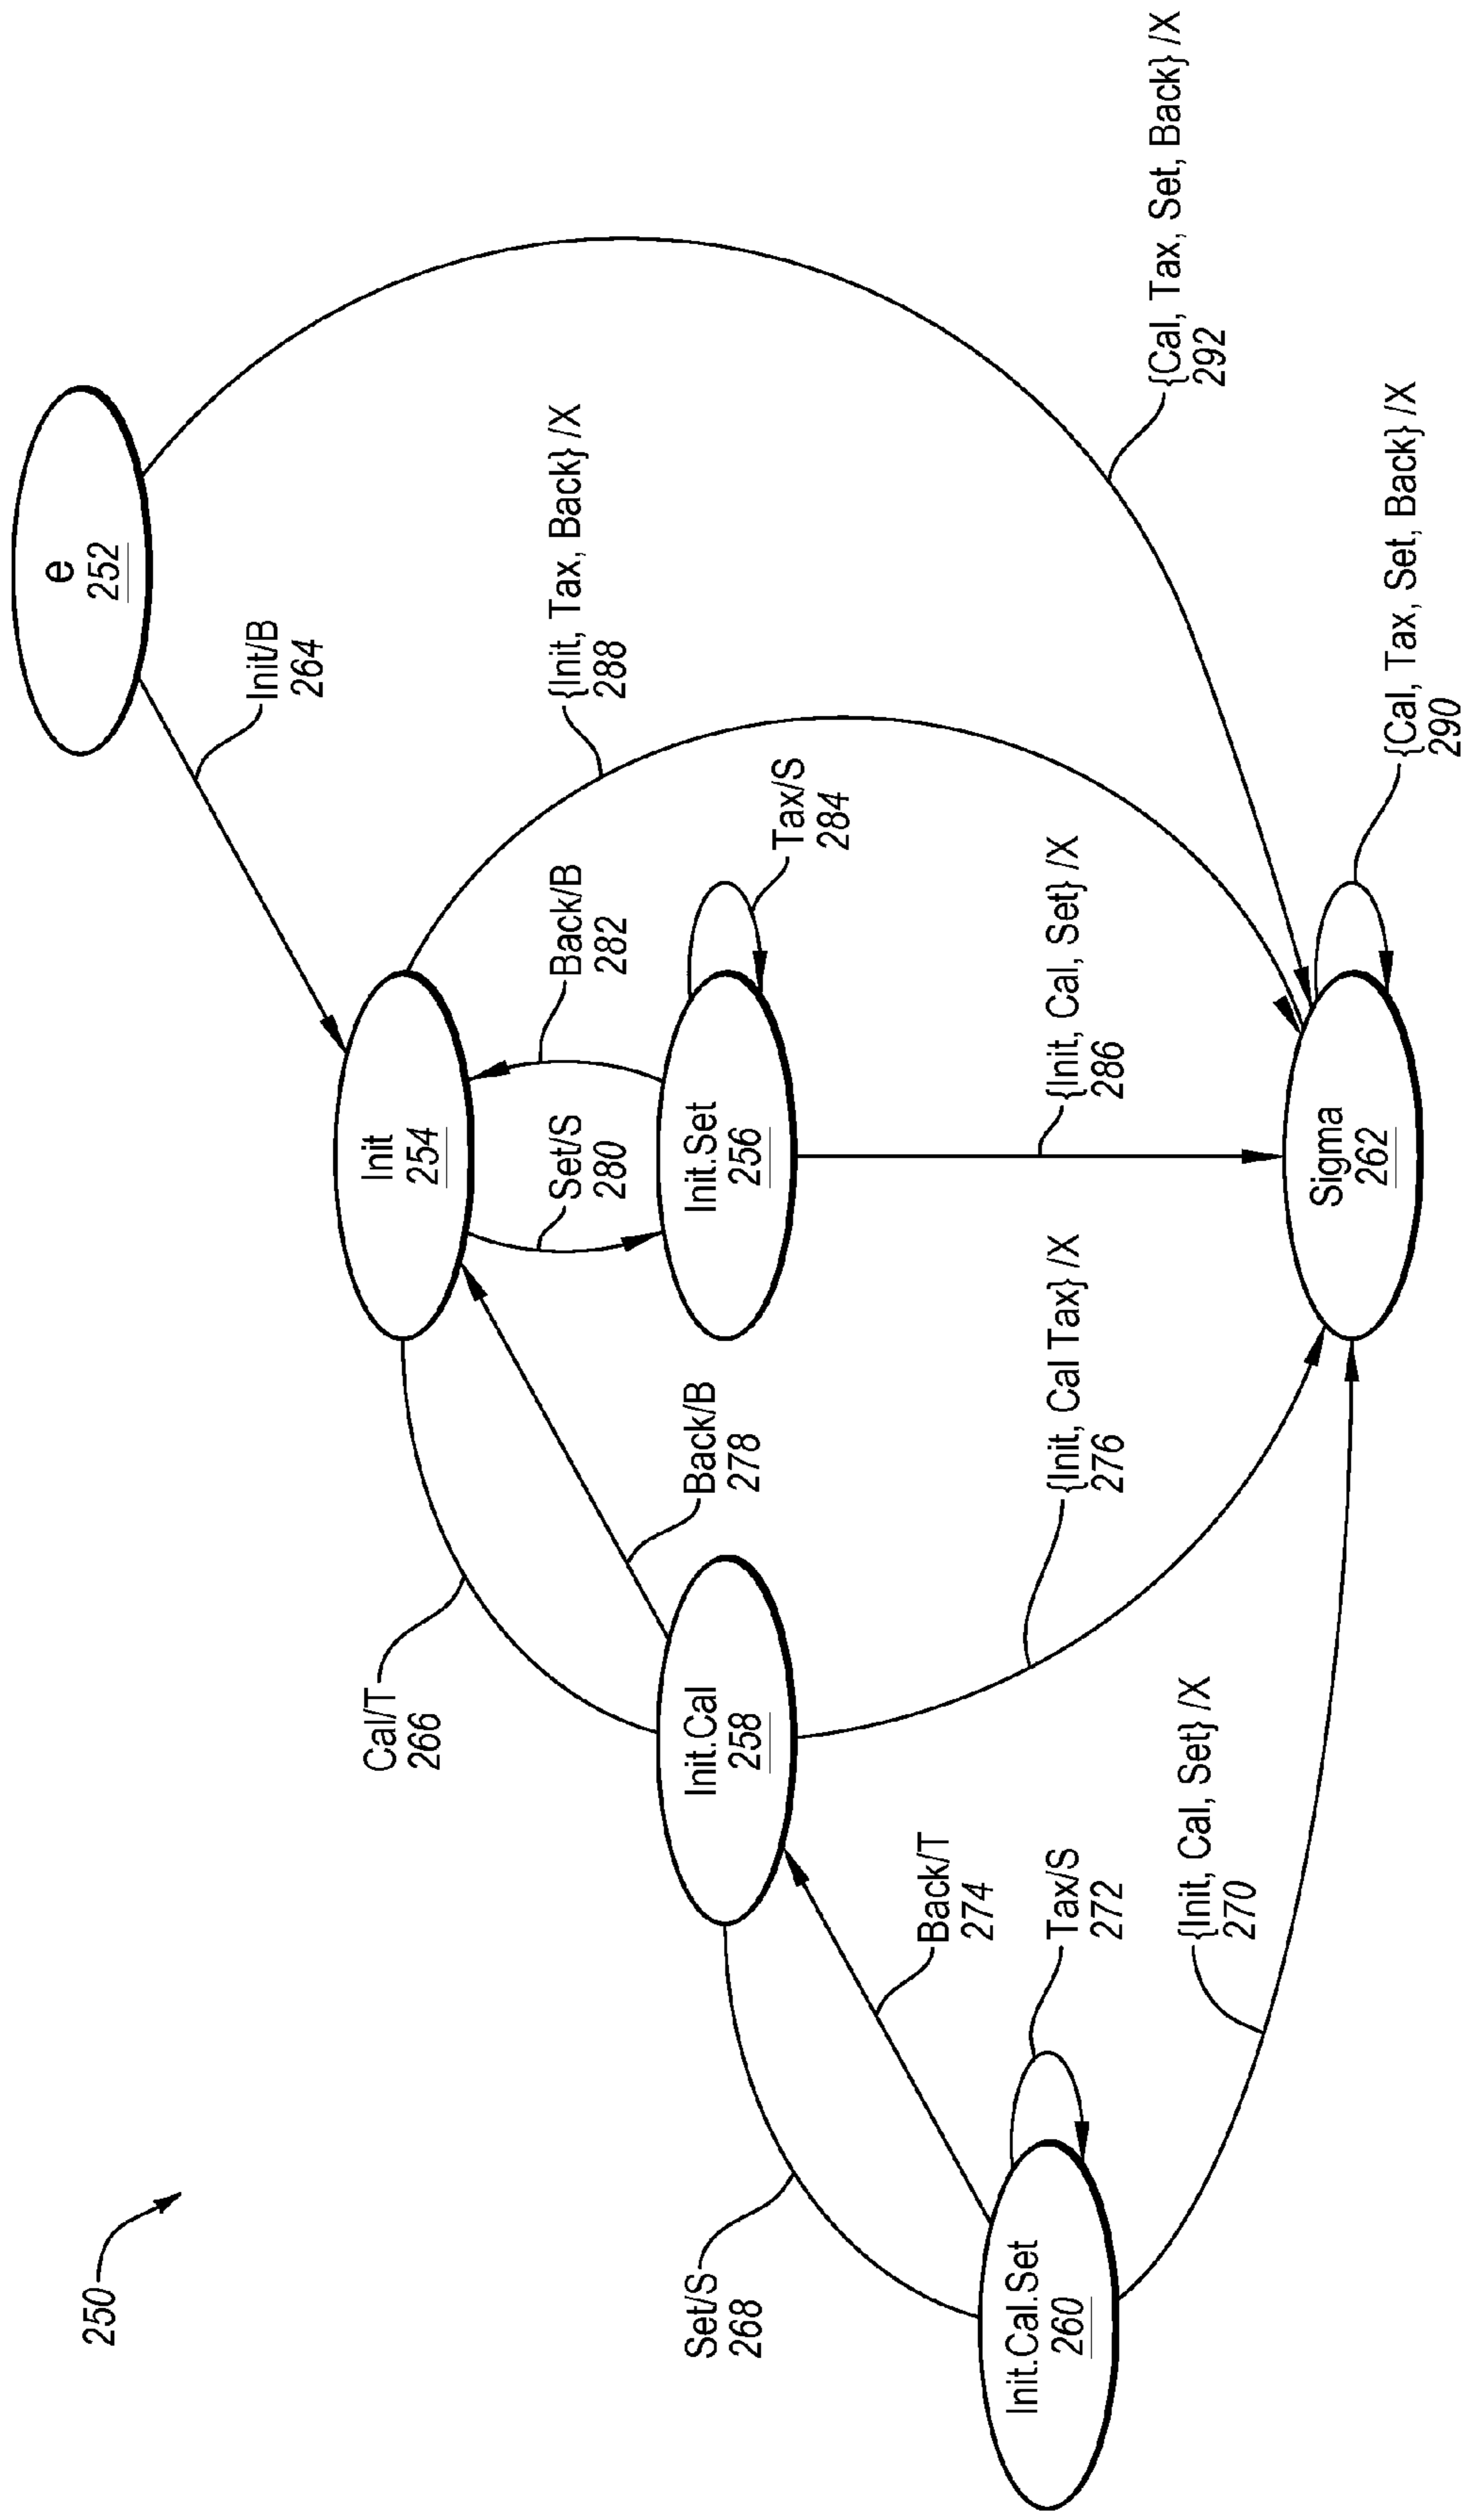 250
e
252
Init/B
264
{Init, Tax, Back} /X
288
{Cal, Tax, Set, Back} /X
292
Init
254
Back/B
282
Set/S
280
Tax/S
284
Init.Set
256
{Init, Cal, Set} /X
286
{Cal, Tax, Set, Back} /X
290
Sigma
262
Cal/T
266
Back/B
278
{Init, Cal Tax} /X
276
Init.Cal
258
Set/S
268
Back/T
274
Tax/S
272
{Init, Cal, Set} /X
270
Init.Cal.Set
260